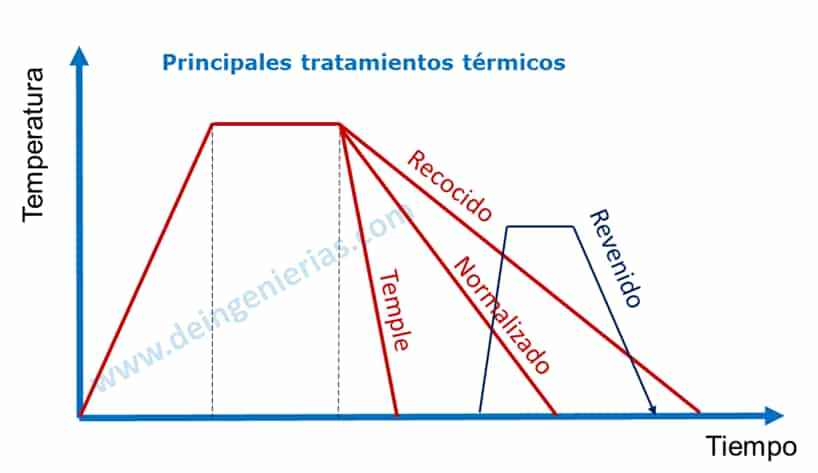 Principales tratamientos térmicos
Temperatura
Recocido
Revenido
Temple
Normalizado
www.deingenierias.com
Tiempo